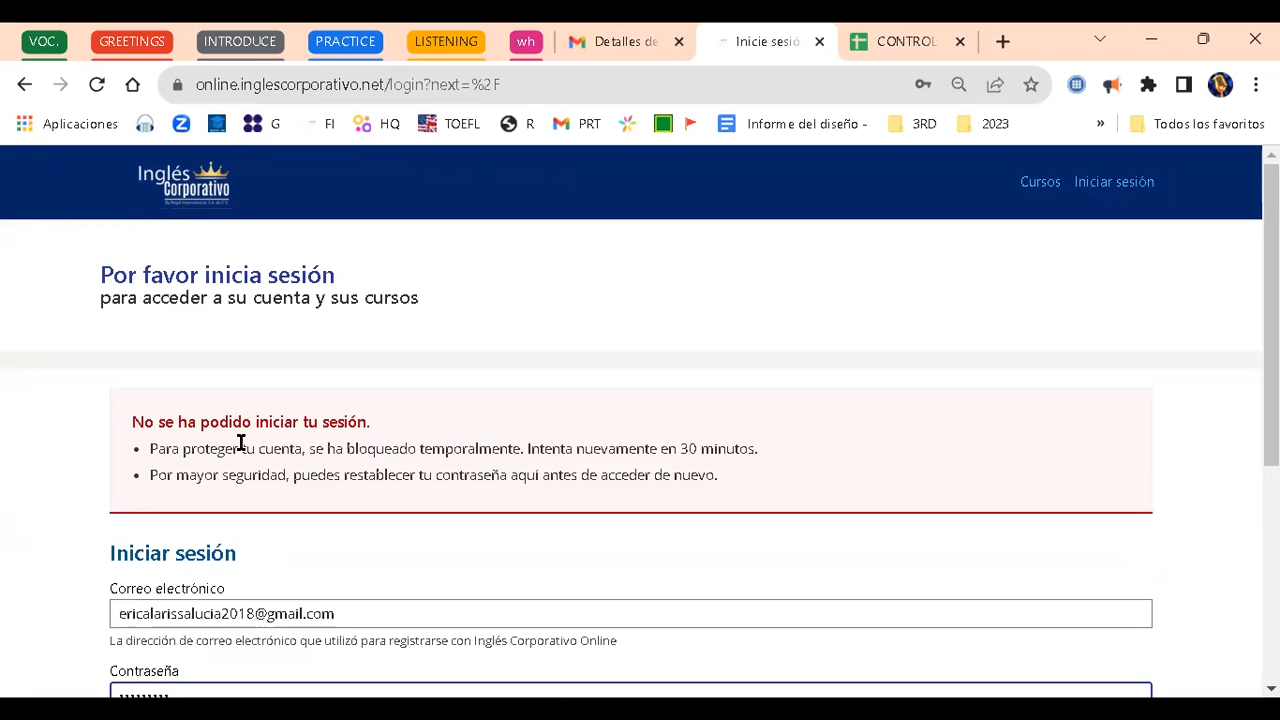 VOC. GREETINGS INTRODUCE PRACTICE LISTENING wh Detalles de Inicie sesió CONTROL
online.inglescorporativo.net/login?next=%2F
Aplicaciones G FI HQ TOEFL R PRT Informe del diseño - 3RD 2023 » Todos los favoritos
Inglés
Corporativo
Cursos Iniciar sesión
Por favor inicia sesión
para acceder a su cuenta y sus cursos
No se ha podido iniciar tu sesión.
• Para proteger tu cuenta, se ha bloqueado temporalmente. Intenta nuevamente en 30 minutos.
• Por mayor seguridad, puedes restablecer tu contraseña aquí antes de acceder de nuevo.
Iniciar sesión
Correo electrónico
ericalarissalucia2018@gmail.com
La dirección de correo electrónico que utilizó para registrarse con Inglés Corporativo Online
Contraseña